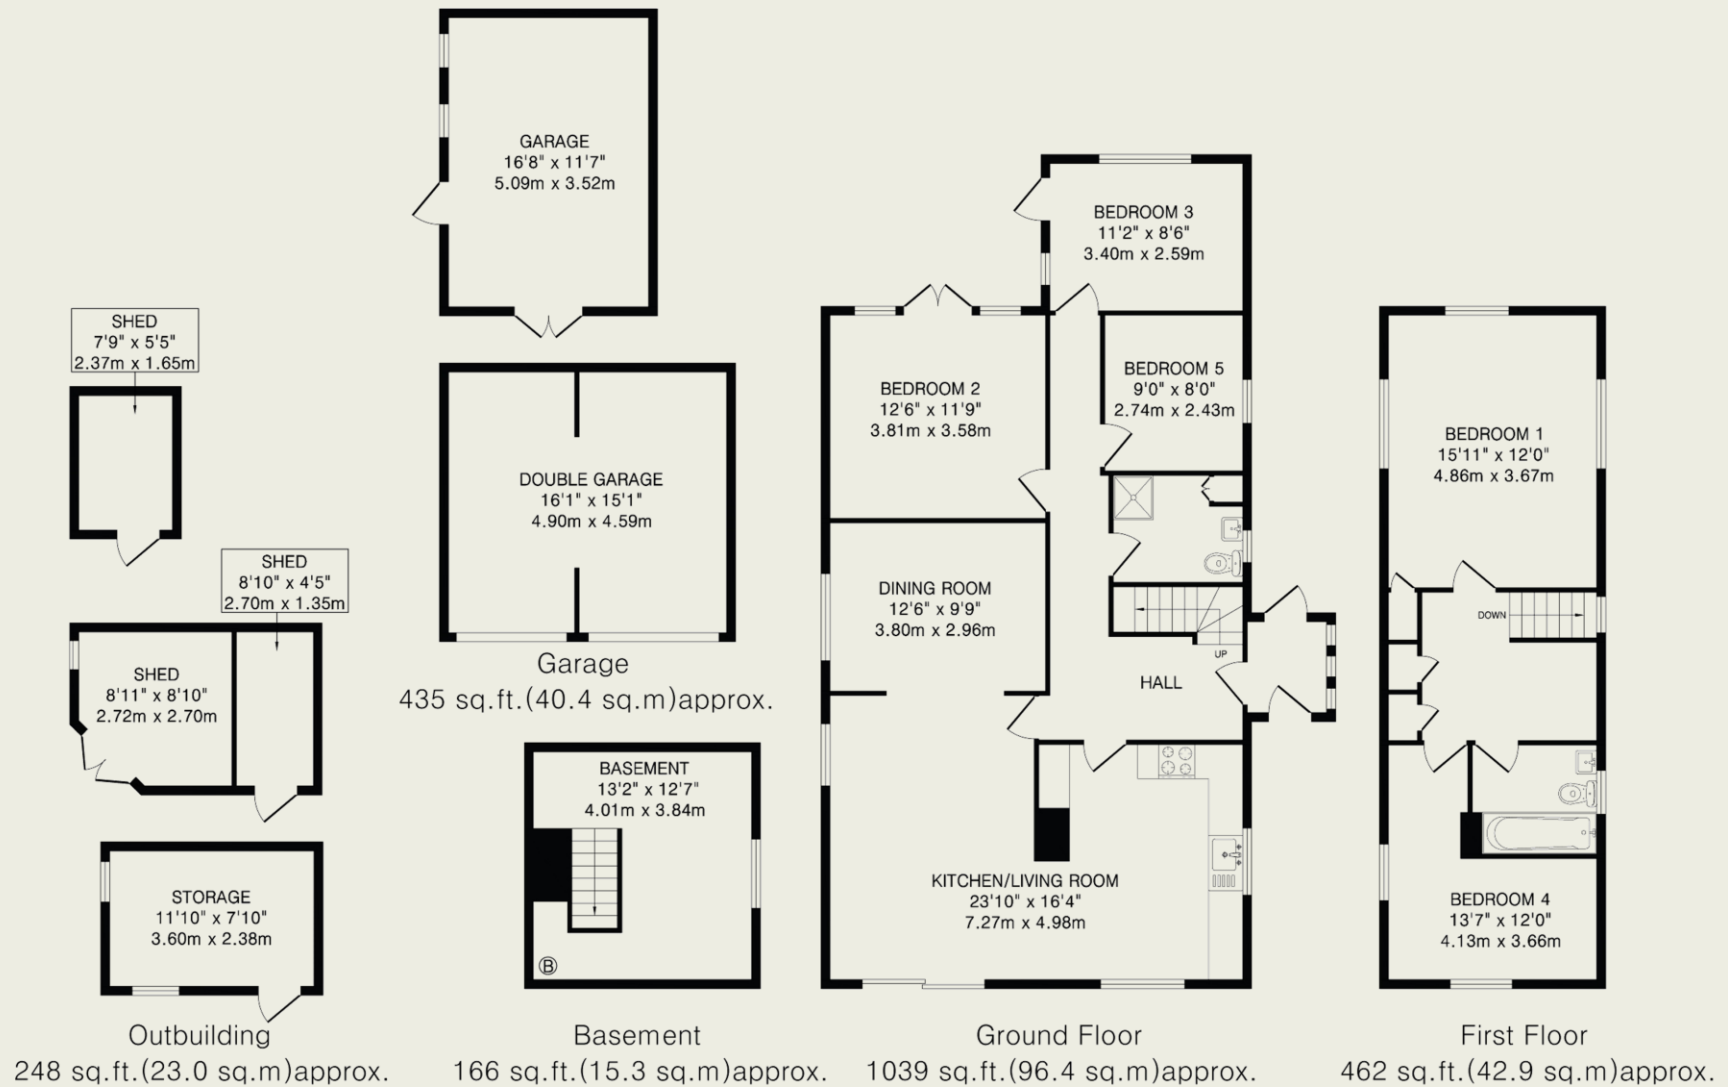 GARAGE
16'8" x 11'7"
5.09m x 3.52m
SHED
7'9" x 5'5"
2.37m x 1.65m
DOUBLE GARAGE
16'1" x 15'1"
4.90m x 4.59m
Garage
435 sq.ft.(40.4 sq.m)approx.
SHED
8'10" x 4'5"
2.70m x 1.35m
SHED
8'11" x 8'10"
2.72m x 2.70m
STORAGE
11'10" x 7'10"
3.60m x 2.38m
Outbuilding
248 sq.ft.(23.0 sq.m)approx.
BASEMENT
13'2" x 12'7"
4.01m x 3.84m
B
Basement
166 sq.ft.(15.3 sq.m)approx.
BEDROOM 3
11'2" x 8'6"
3.40m x 2.59m
BEDROOM 2
12'6" x 11'9"
3.81m x 3.58m
BEDROOM 5
9'0" x 8'0"
2.74m x 2.43m
DINING ROOM
12'6" x 9'9"
3.80m x 2.96m
UP
HALL
KITCHEN/LIVING ROOM
23'10" x 16'4"
7.27m x 4.98m
Ground Floor
1039 sq.ft.(96.4 sq.m)approx.
BEDROOM 1
15'11" x 12'0"
4.86m x 3.67m
DOWN
BEDROOM 4
13'7" x 12'0"
4.13m x 3.66m
First Floor
462 sq.ft.(42.9 sq.m)approx.